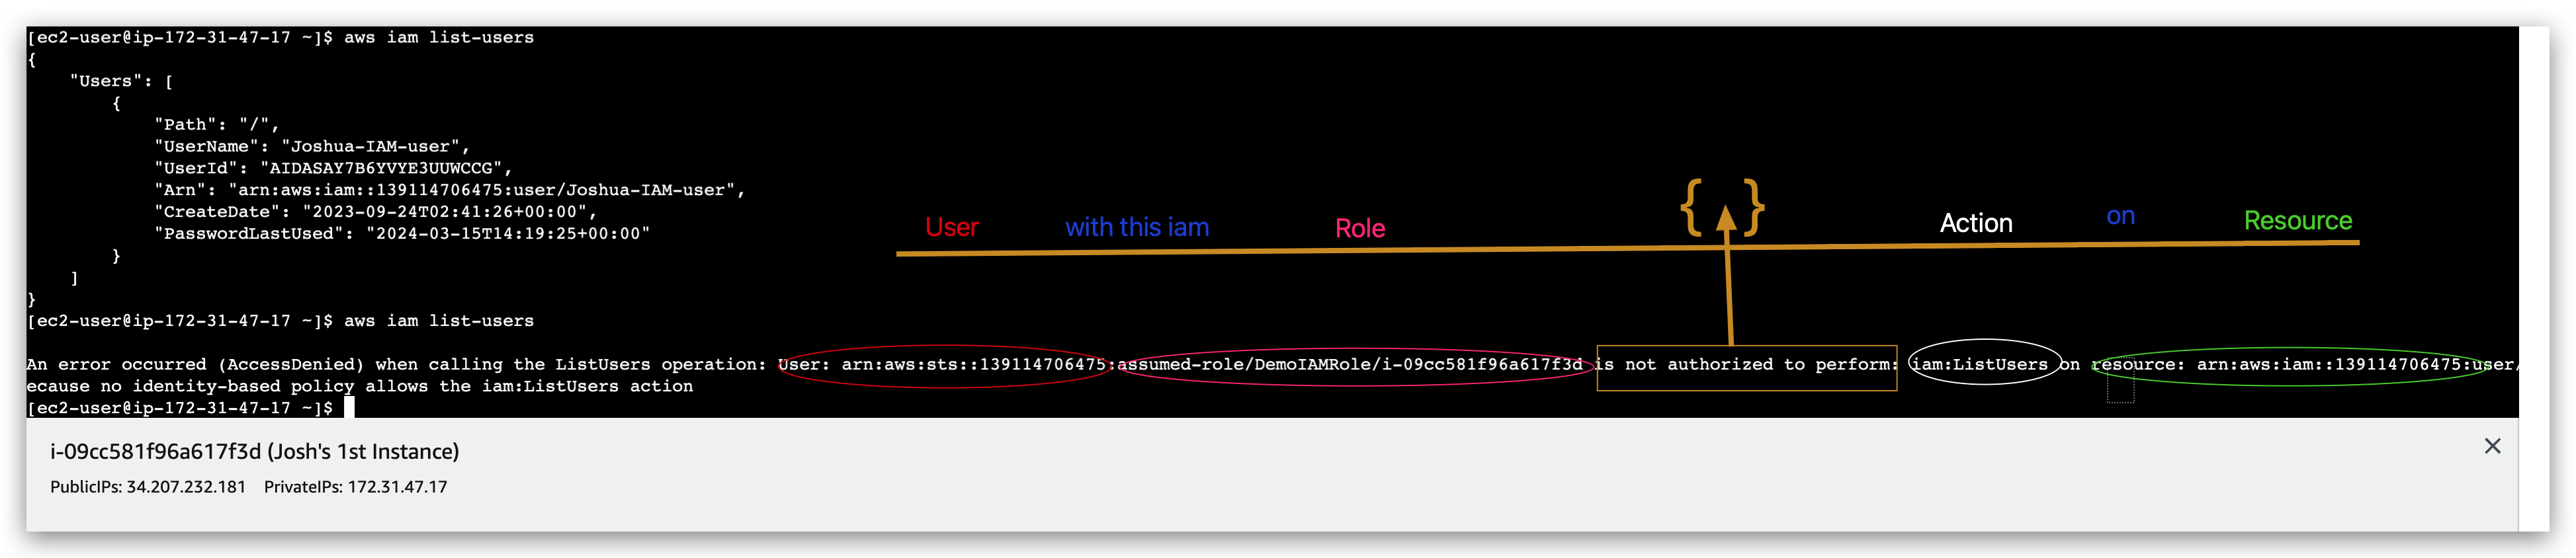 [ec2-user@ip-172-31-47-17 ~]$ aws iam list-users
{
    "Users": [
        {
            "Path": "/",
            "UserName": "Joshua-IAM-user",
            "UserId": "AIDASAY7B6YVYE3UUWCCG",
            "Arn": "arn:aws:iam::139114706475:user/Joshua-IAM-user",
            "CreateDate": "2023-09-24T02:41:26+00:00",
            "PasswordLastUsed": "2024-03-15T14:19:25+00:00"
        }
    ]
}
User with this iam Role { } Action on Resource
[ec2-user@ip-172-31-47-17 ~]$ aws iam list-users
An error occurred (AccessDenied) when calling the ListUsers operation: User: arn:aws:sts::139114706475:assumed-role/DemoIAMRole/i-09cc581f96a617f3d is not authorized to perform: iam:ListUsers on resource: arn:aws:iam::139114706475:user/
ecause no identity-based policy allows the iam:ListUsers action
[ec2-user@ip-172-31-47-17 ~]$
i-09cc581f96a617f3d (Josh's 1st Instance)
PublicIPs: 34.207.232.181 PrivateIPs: 172.31.47.17